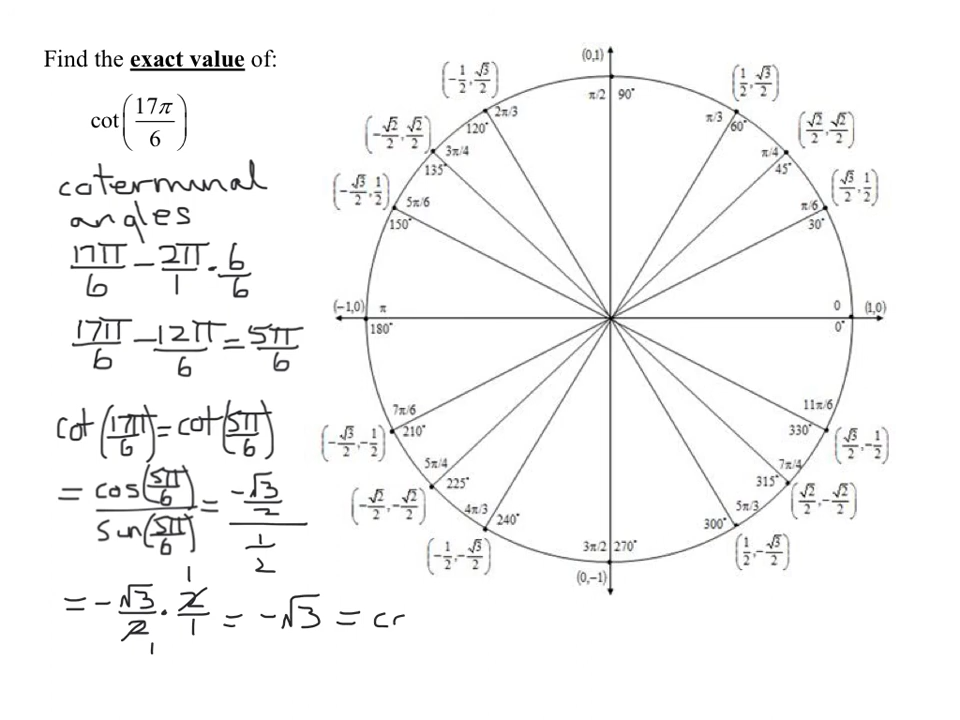 Find the exact value of:
cot(17π/6)
coterminal
angles
17π/6 − 2π/1 · 6/6
17π/6 − 12π/6 = 5π/6
cot(17π/6) = cot(5π/6)
= cos(5π/6)/sin(5π/6) = (−√3/2)/(1/2)
= −√3/2 · 2/1 = −√3 = cr
1
1
(0,1)
π/2 90°
(−1/2, √3/2)
2π/3
120°
(−√2/2, √2/2)
3π/4
135°
(−√3/2, 1/2)
5π/6
150°
(−1,0) π
180°
7π/6
210°
(−√3/2, −1/2)
5π/4
225°
(−√2/2, −√2/2)
4π/3
240°
(−1/2, −√3/2)
3π/2 270°
(0,−1)
(1/2, √3/2)
π/3
60°
(√2/2, √2/2)
π/4
45°
(√3/2, 1/2)
π/6
30°
0 (1,0)
0°
11π/6
330°
(√3/2, −1/2)
7π/4
315°
(√2/2, −√2/2)
5π/3
300°
(1/2, −√3/2)